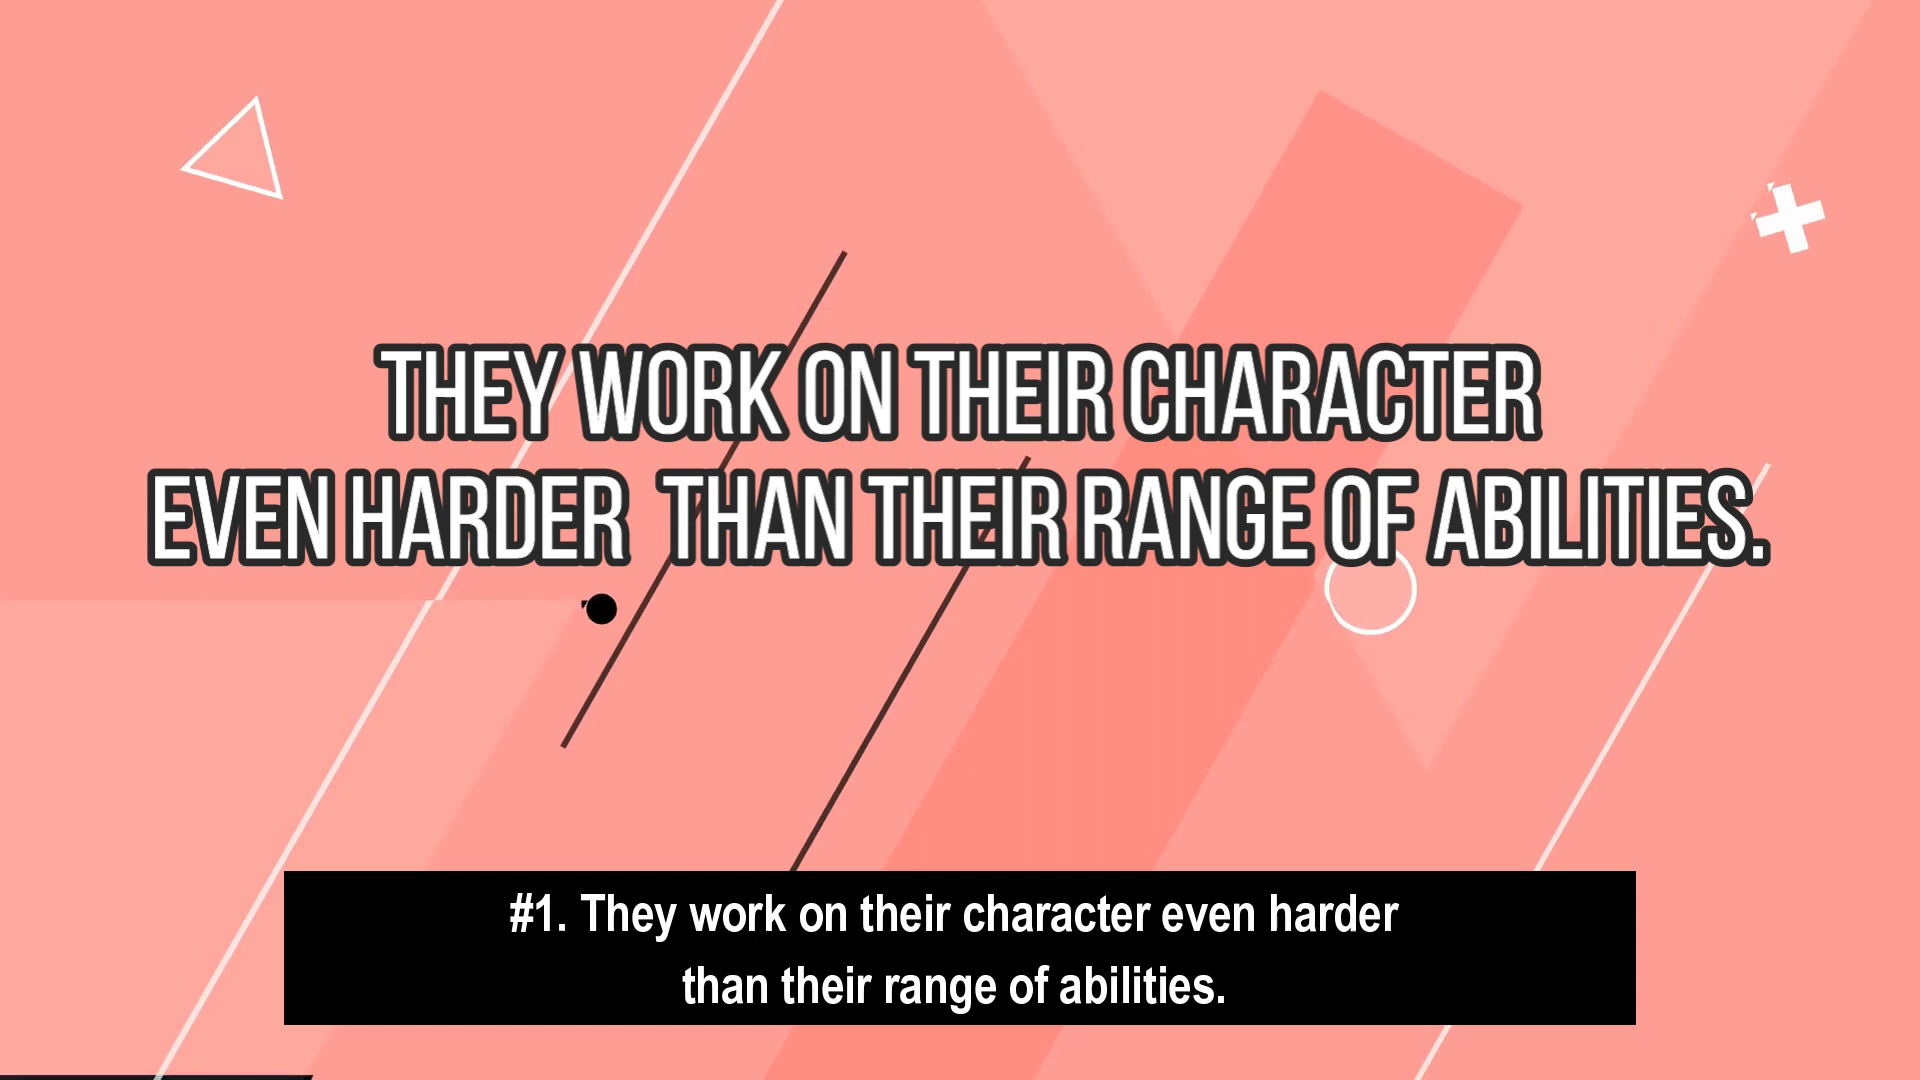 THEY WORK ON THEIR CHARACTER
EVEN HARDER THAN THEIR RANGE OF ABILITIES.
#1. They work on their character even harder
than their range of abilities.